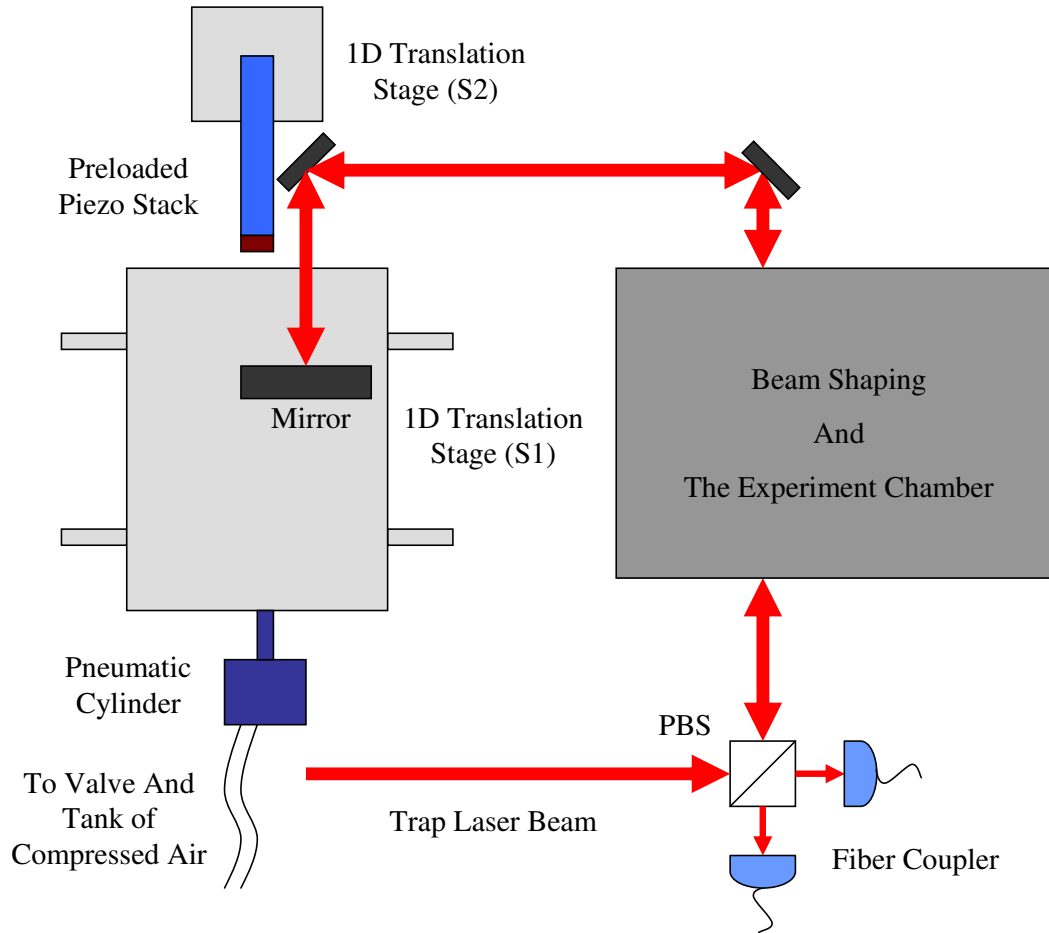 1D Translation
Stage (S2)
Preloaded
Piezo Stack
Mirror
1D Translation
Stage (S1)
Beam Shaping
And
The Experiment Chamber
Pneumatic
Cylinder
PBS
To Valve And
Tank of
Compressed Air
Trap Laser Beam
Fiber Coupler